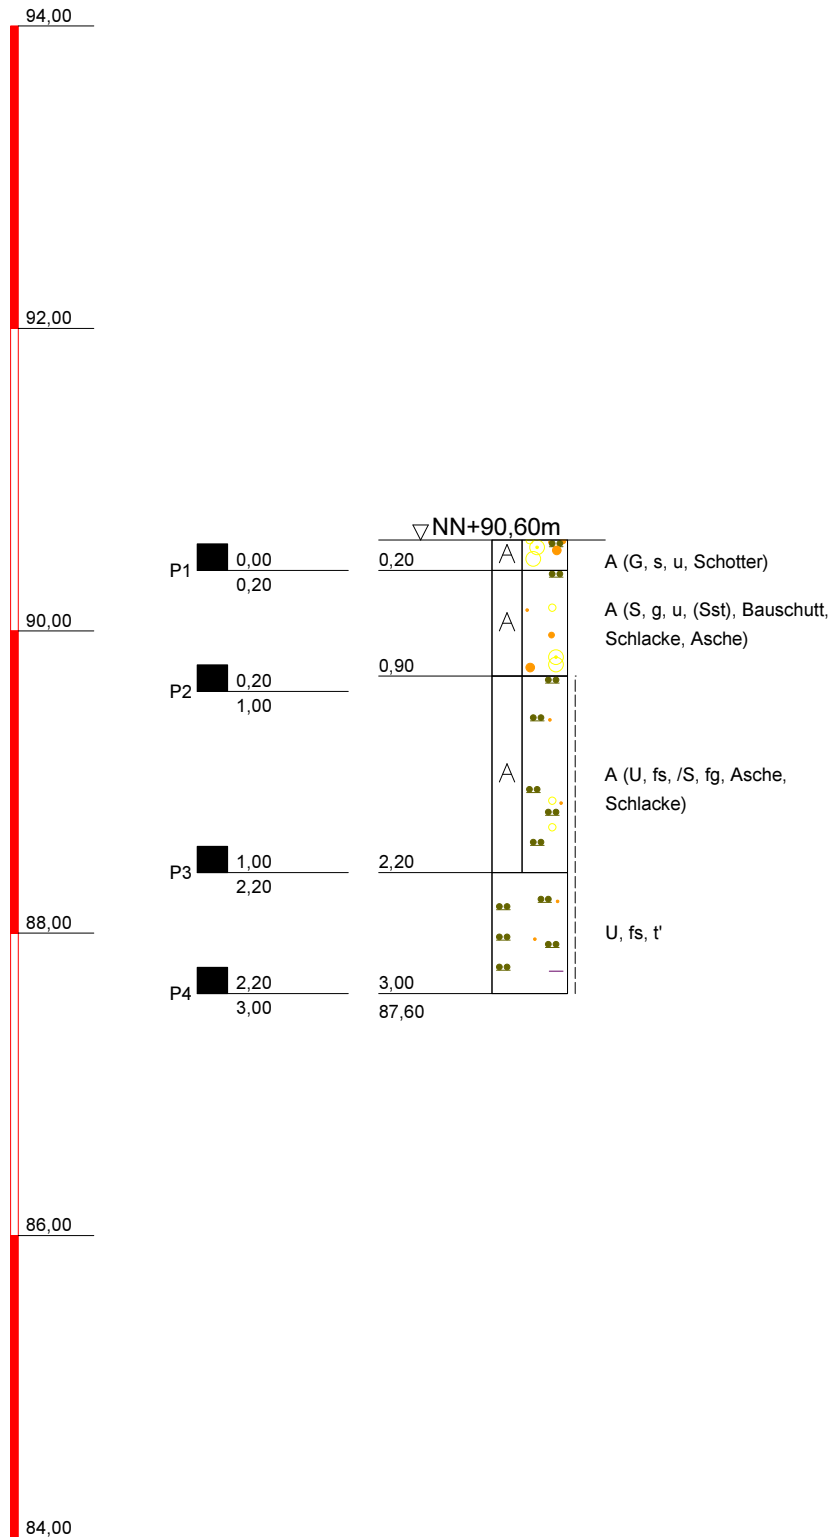 94,00
92,00
NN+90,60m
P1 0,00 0,20 A A (G, s, u, Schotter)
0,20
A A (S, g, u, (Sst), Bauschutt,
Schlacke, Asche)
90,00
0,90
P2 0,20
1,00
A A (U, fs, /S, fg, Asche,
Schlacke)
P3 1,00 2,20
2,20
88,00
U, fs, t'
P4 2,20 3,00
3,00 87,60
86,00
84,00